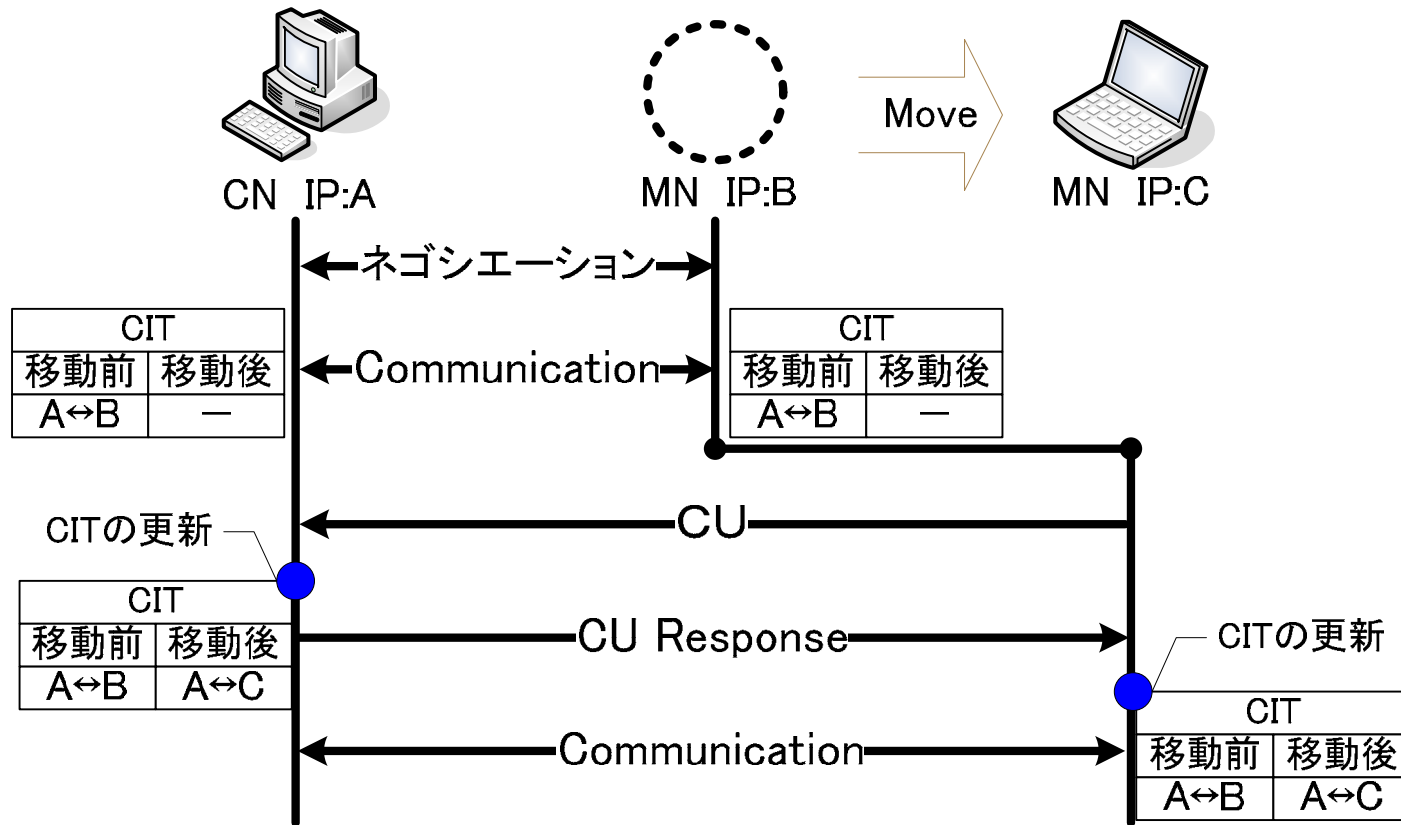 Move
CN IP:A
MN IP:B
MN IP:C
ネゴシエーション
CIT
移動前 移動後
A↔B －
Communication
CIT
移動前 移動後
A↔B －
CU
CITの更新
CIT
移動前 移動後
A↔B A↔C
CU Response
CITの更新
CIT
移動前 移動後
A↔B A↔C
Communication